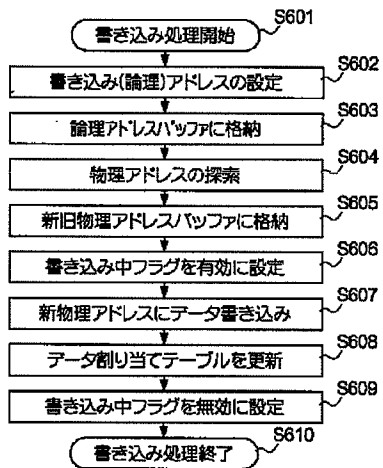 S601
書き込み処理開始
S602
書き込み(論理)アドレスの設定
S603
論理アドレスバッファに格納
S604
物理アドレスの探索
S605
新旧物理アドレスバッファに格納
S606
書き込み中フラグを有効に設定
S607
新物理アドレスにデータ書き込み
S608
データ割り当てテーブルを更新
S609
書き込み中フラグを無効に設定
S610
書き込み処理終了